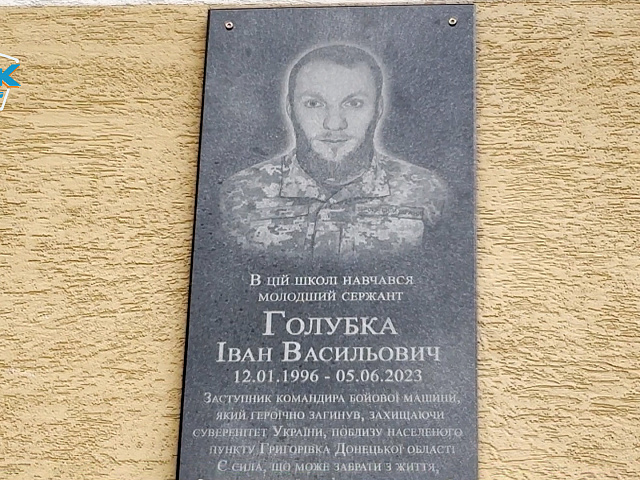 В цій школі навчався
молодший сержант
Голубка
Іван Васильович
12.01.1996 - 05.06.2023
Заступник командира бойової машини,
який героїчно загинув, захищаючи
суверенітет України, поблизу населеного
пункту Григорівка Донецької області
Є сила, що може забрати з життя,